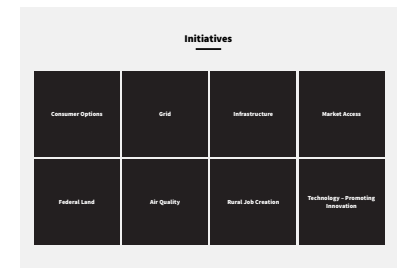 Initiatives
Consumer Options
Grid
Infrastructure
Market Access
Federal Land
Air Quality
Rural Job Creation
Technology – Promoting
Innovation